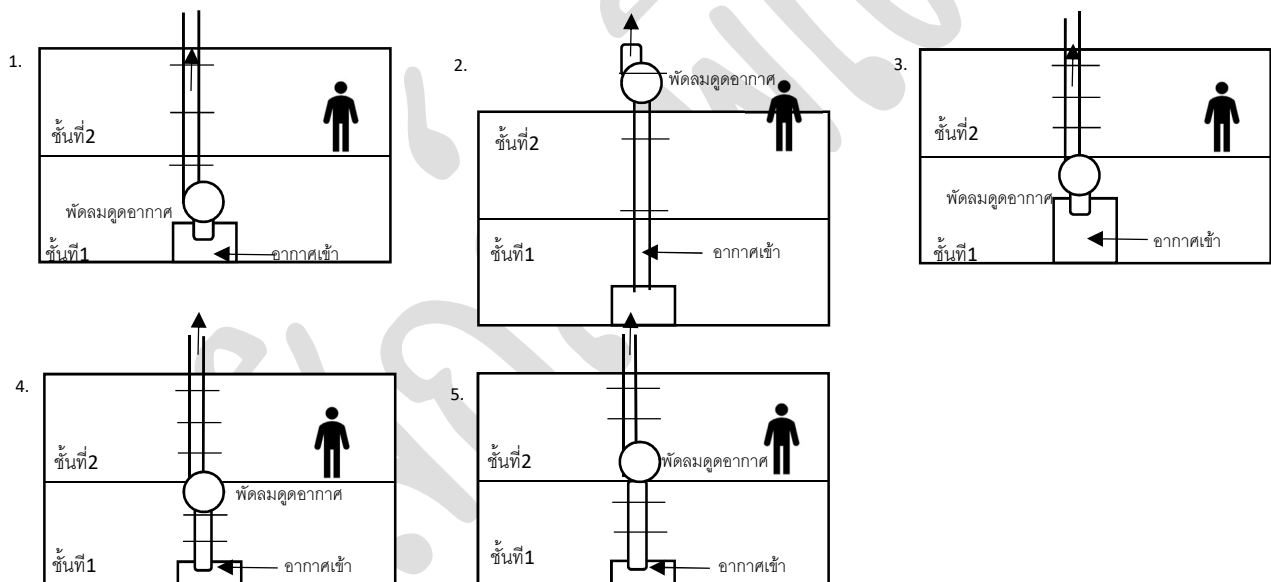 1.
ชั้นที่2
พัดลมดูดอากาศ
ชั้นที1
อากาศเข้า
2.
พัดลมดูดอากาศ
ชั้นที่2
ชั้นที1
อากาศเข้า
3.
ชั้นที่2
พัดลมดูดอากาศ
ชั้นที1
อากาศเข้า
4.
ชั้นที่2
พัดลมดูดอากาศ
ชั้นที1
อากาศเข้า
5.
ชั้นที่2
พัดลมดูดอากาศ
ชั้นที1
อากาศเข้า